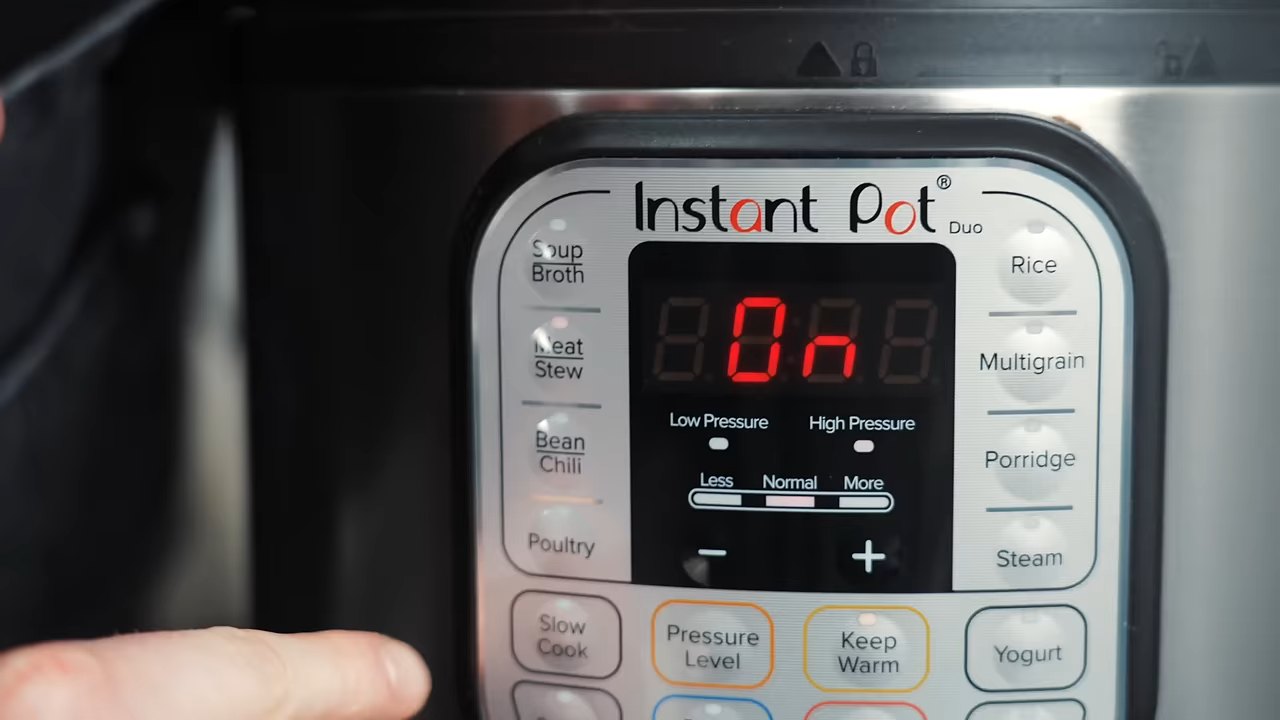 Instant Pot® Duo
Soup
Broth
Meat
Stew
Bean
Chili
Poultry
On
Low Pressure High Pressure
Less Normal More
− +
Rice
Multigrain
Porridge
Steam
Slow
Cook
Pressure
Level
Keep
Warm
Yogurt